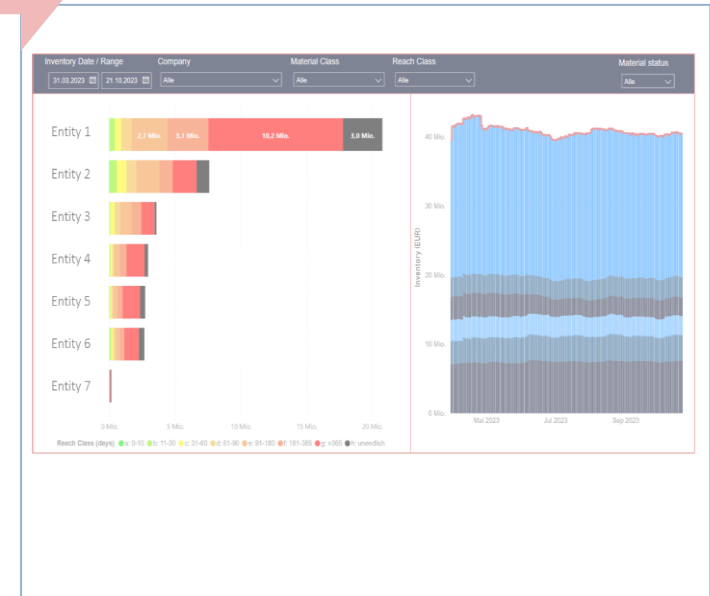 Inventory Date / Range Company Material Class Reach Class Material status
31.03.2023 21.10.2023 Alle Alle Alle Alle
Entity 1
2,7 Mio. 3,1 Mio. 10,2 Mio. 3,0 Mio.
Entity 2
Entity 3
Entity 4
Entity 5
Entity 6
Entity 7
0 Mio. 5 Mio. 10 Mio. 15 Mio. 20 Mio.
Reach Class (days) a: 0-10 b: 11-30 c: 31-60 d: 61-90 e: 91-180 f: 181-365 g: >365 h: unendlich
Inventory (EUR)
40 Mio.
30 Mio.
20 Mio.
10 Mio.
0 Mio.
Mai 2023 Jul 2023 Sep 2023